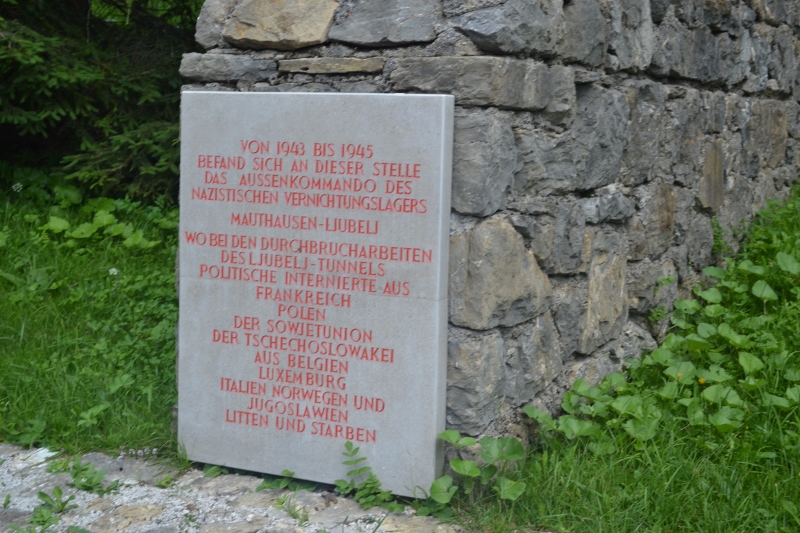 VON 1943 BIS 1945
BEFAND SICH AN DIESER STELLE
DAS AUSSENKOMMANDO DES
NAZISTISCHEN VERNICHTUNGSLAGERS
MAUTHAUSEN-LJUBELJ
WO BEI DEN DURCHBRUCHARBEITEN
DES LJUBELJ-TUNNELS
POLITISCHE INTERNIERTE AUS
FRANKREICH
POLEN
DER SOWJETUNION
DER TSCHECHOSLOWAKEI
AUS BELGIEN
LUXEMBURG
ITALIEN NORWEGEN UND
JUGOSLAWIEN
LITTEN UND STARBEN